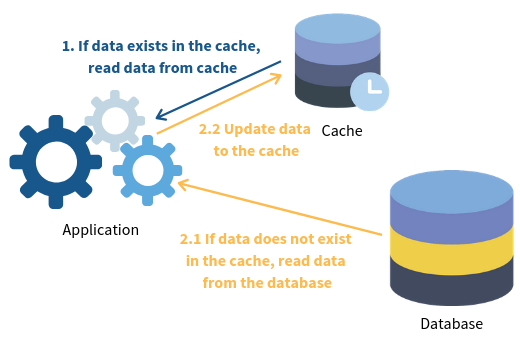 1. If data exists in the cache,
read data from cache
2.2 Update data
to the cache
Cache
Application
2.1 If data does not exist
in the cache, read data
from the database
Database